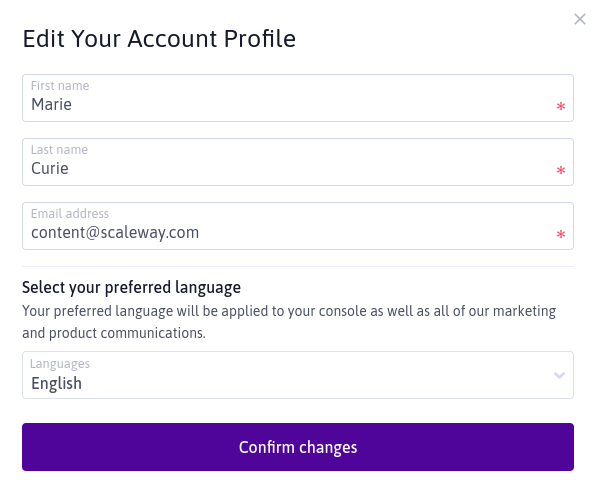 Edit Your Account Profile
First name
Marie
*
Last name
Curie
*
Email address
content@scaleway.com
*
Select your preferred language
Your preferred language will be applied to your console as well as all of our marketing
and product communications.
Languages
English
Confirm changes